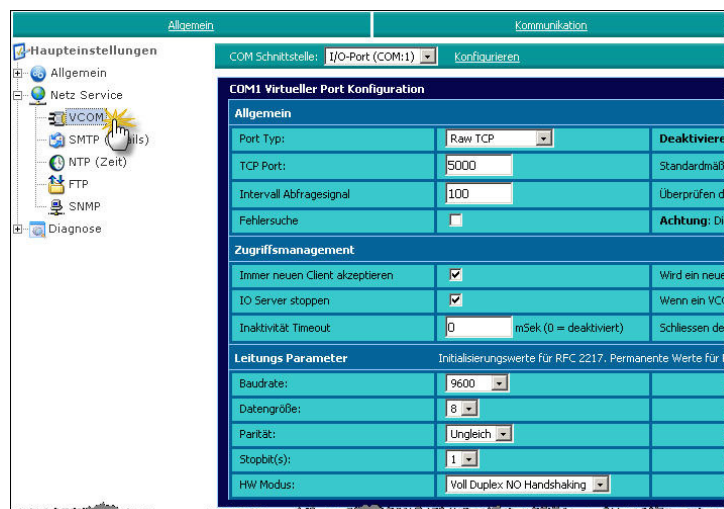 Allgemein Kommunikation
Haupteinstellungen
Allgemein
Netz Service
VCOM
SMTP ( ails)
NTP (Zeit)
FTP
SNMP
Diagnose
COM Schnittstelle: I/O-Port (COM:1) Konfigurieren
COM1 Virtueller Port Konfiguration
Allgemein
Port Typ: Raw TCP Deaktiviere
TCP Port: 5000 Standardmäß
Intervall Abfragesignal 100 Überprüfen d
Fehlersuche Achtung: Di
Zugriffsmanagement
Immer neuen Client akzeptieren Wird ein neue
IO Server stoppen Wenn ein VCO
Inaktivität Timeout 0 mSek (0 = deaktiviert) Schliessen de
Leitungs Parameter Initialisierungswerte für RFC 2217. Permanente Werte für
Baudrate: 9600
Datengröße: 8
Parität: Ungleich
Stopbit(s): 1
HW Modus: Voll Duplex NO Handshaking